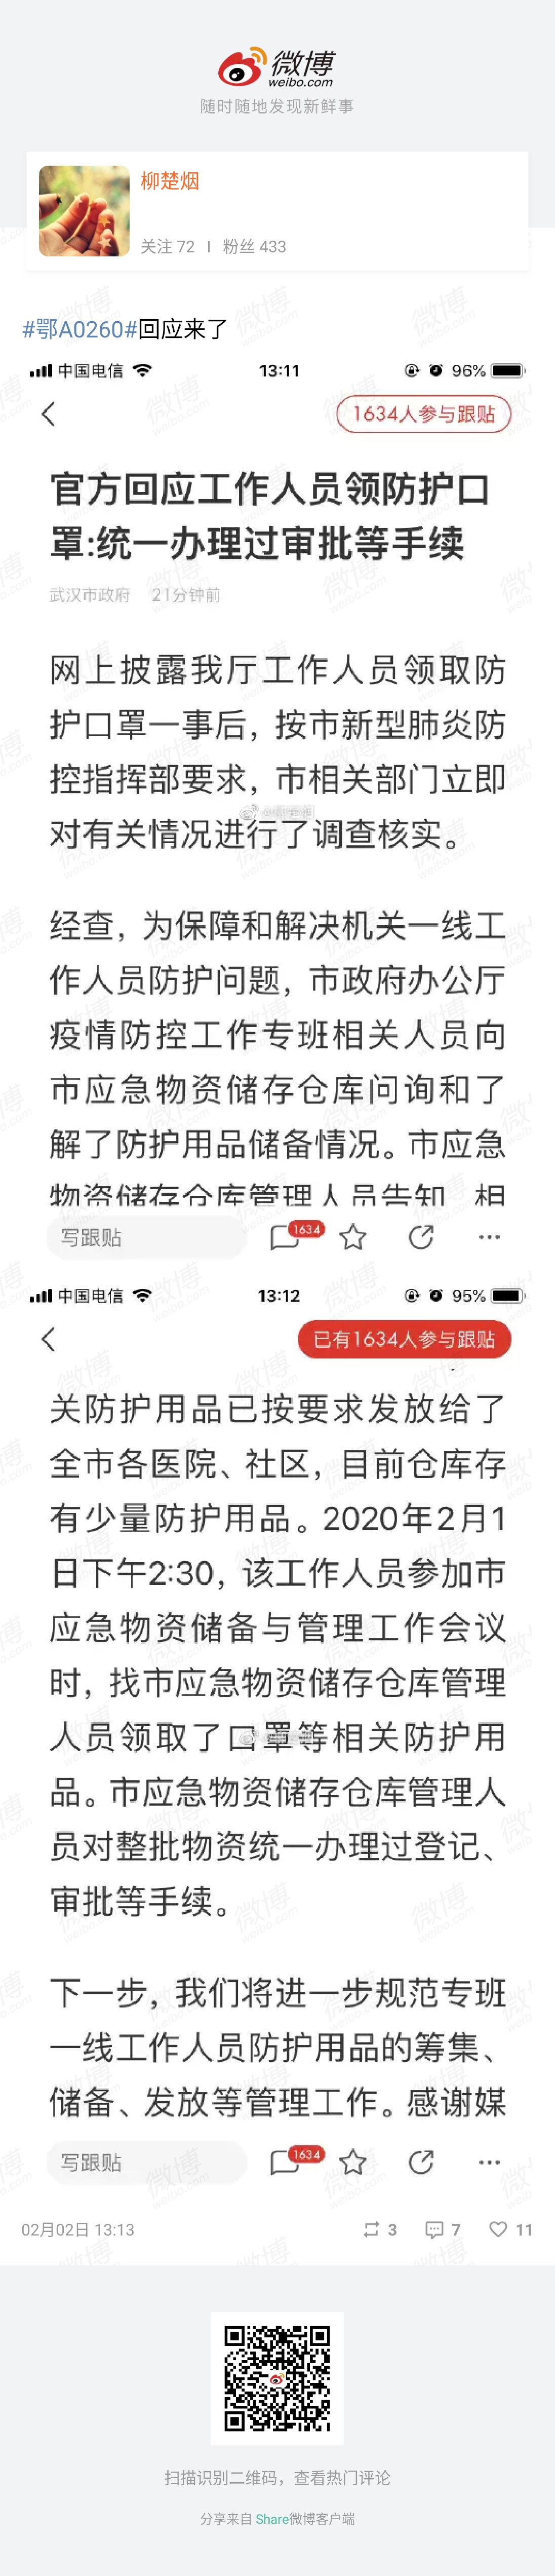 微博
weibo.com
随时随地发现新鲜事
柳楚烟
关注 72 | 粉丝 433
#鄂A0260#回应来了
中国电信 13:11 96%
1634人参与跟贴
官方回应工作人员领防护口
罩:统一办理过审批等手续
武汉市政府 21分钟前
网上披露我厅工作人员领取防
护口罩一事后，按市新型肺炎防
控指挥部要求，市相关部门立即
对有关情况进行了调查核实。
经查，为保障和解决机关一线工
作人员防护问题，市政府办公厅
疫情防控工作专班相关人员向
市应急物资储存仓库问询和了
解了防护用品储备情况。市应急
物资储存仓库管理人员告知，相
写跟贴 1634
中国电信 13:12 95%
已有1634人参与跟贴
关防护用品已按要求发放给了
全市各医院、社区，目前仓库存
有少量防护用品。2020年2月1
日下午2:30，该工作人员参加市
应急物资储备与管理工作会议
时，找市应急物资储存仓库管理
人员领取了口罩等相关防护用
品。市应急物资储存仓库管理人
员对整批物资统一办理过登记、
审批等手续。
下一步，我们将进一步规范专班
一线工作人员防护用品的筹集、
储备、发放等管理工作。感谢媒
写跟贴 1634
02月02日 13:13 3 7 11
扫描识别二维码，查看热门评论
分享来自 Share微博客户端